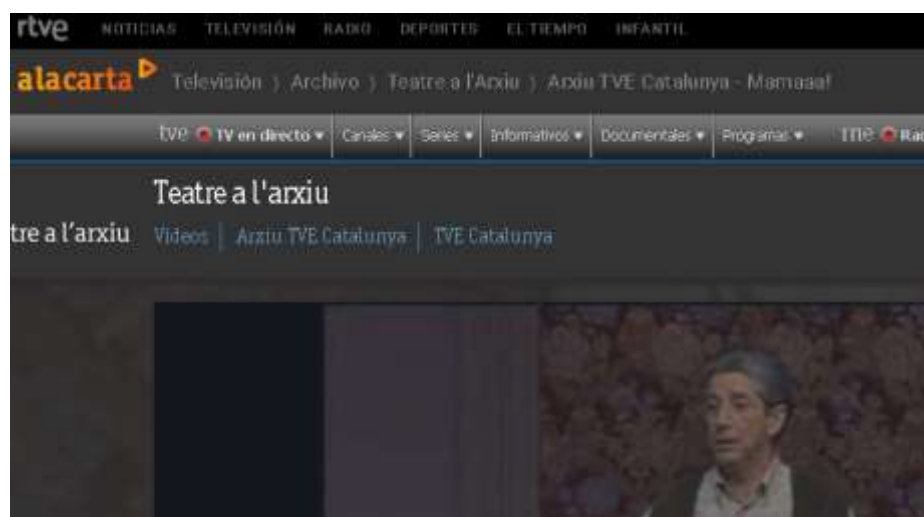 rtve NOTICIAS TELEVISIÓN RADIO DEPORTES EL TIEMPO INFANTIL
alacarta Televisión ) Archivo ) Teatre a l'Arxiu ) Arxiu TVE Catalunya - Mamaaa!
tve TV en directo Canales Series Informativos Documentales Programas rne Rad
Teatre a l'arxiu
tre a l'arxiu Videos | Arxiu TVE Catalunya | TVE Catalunya